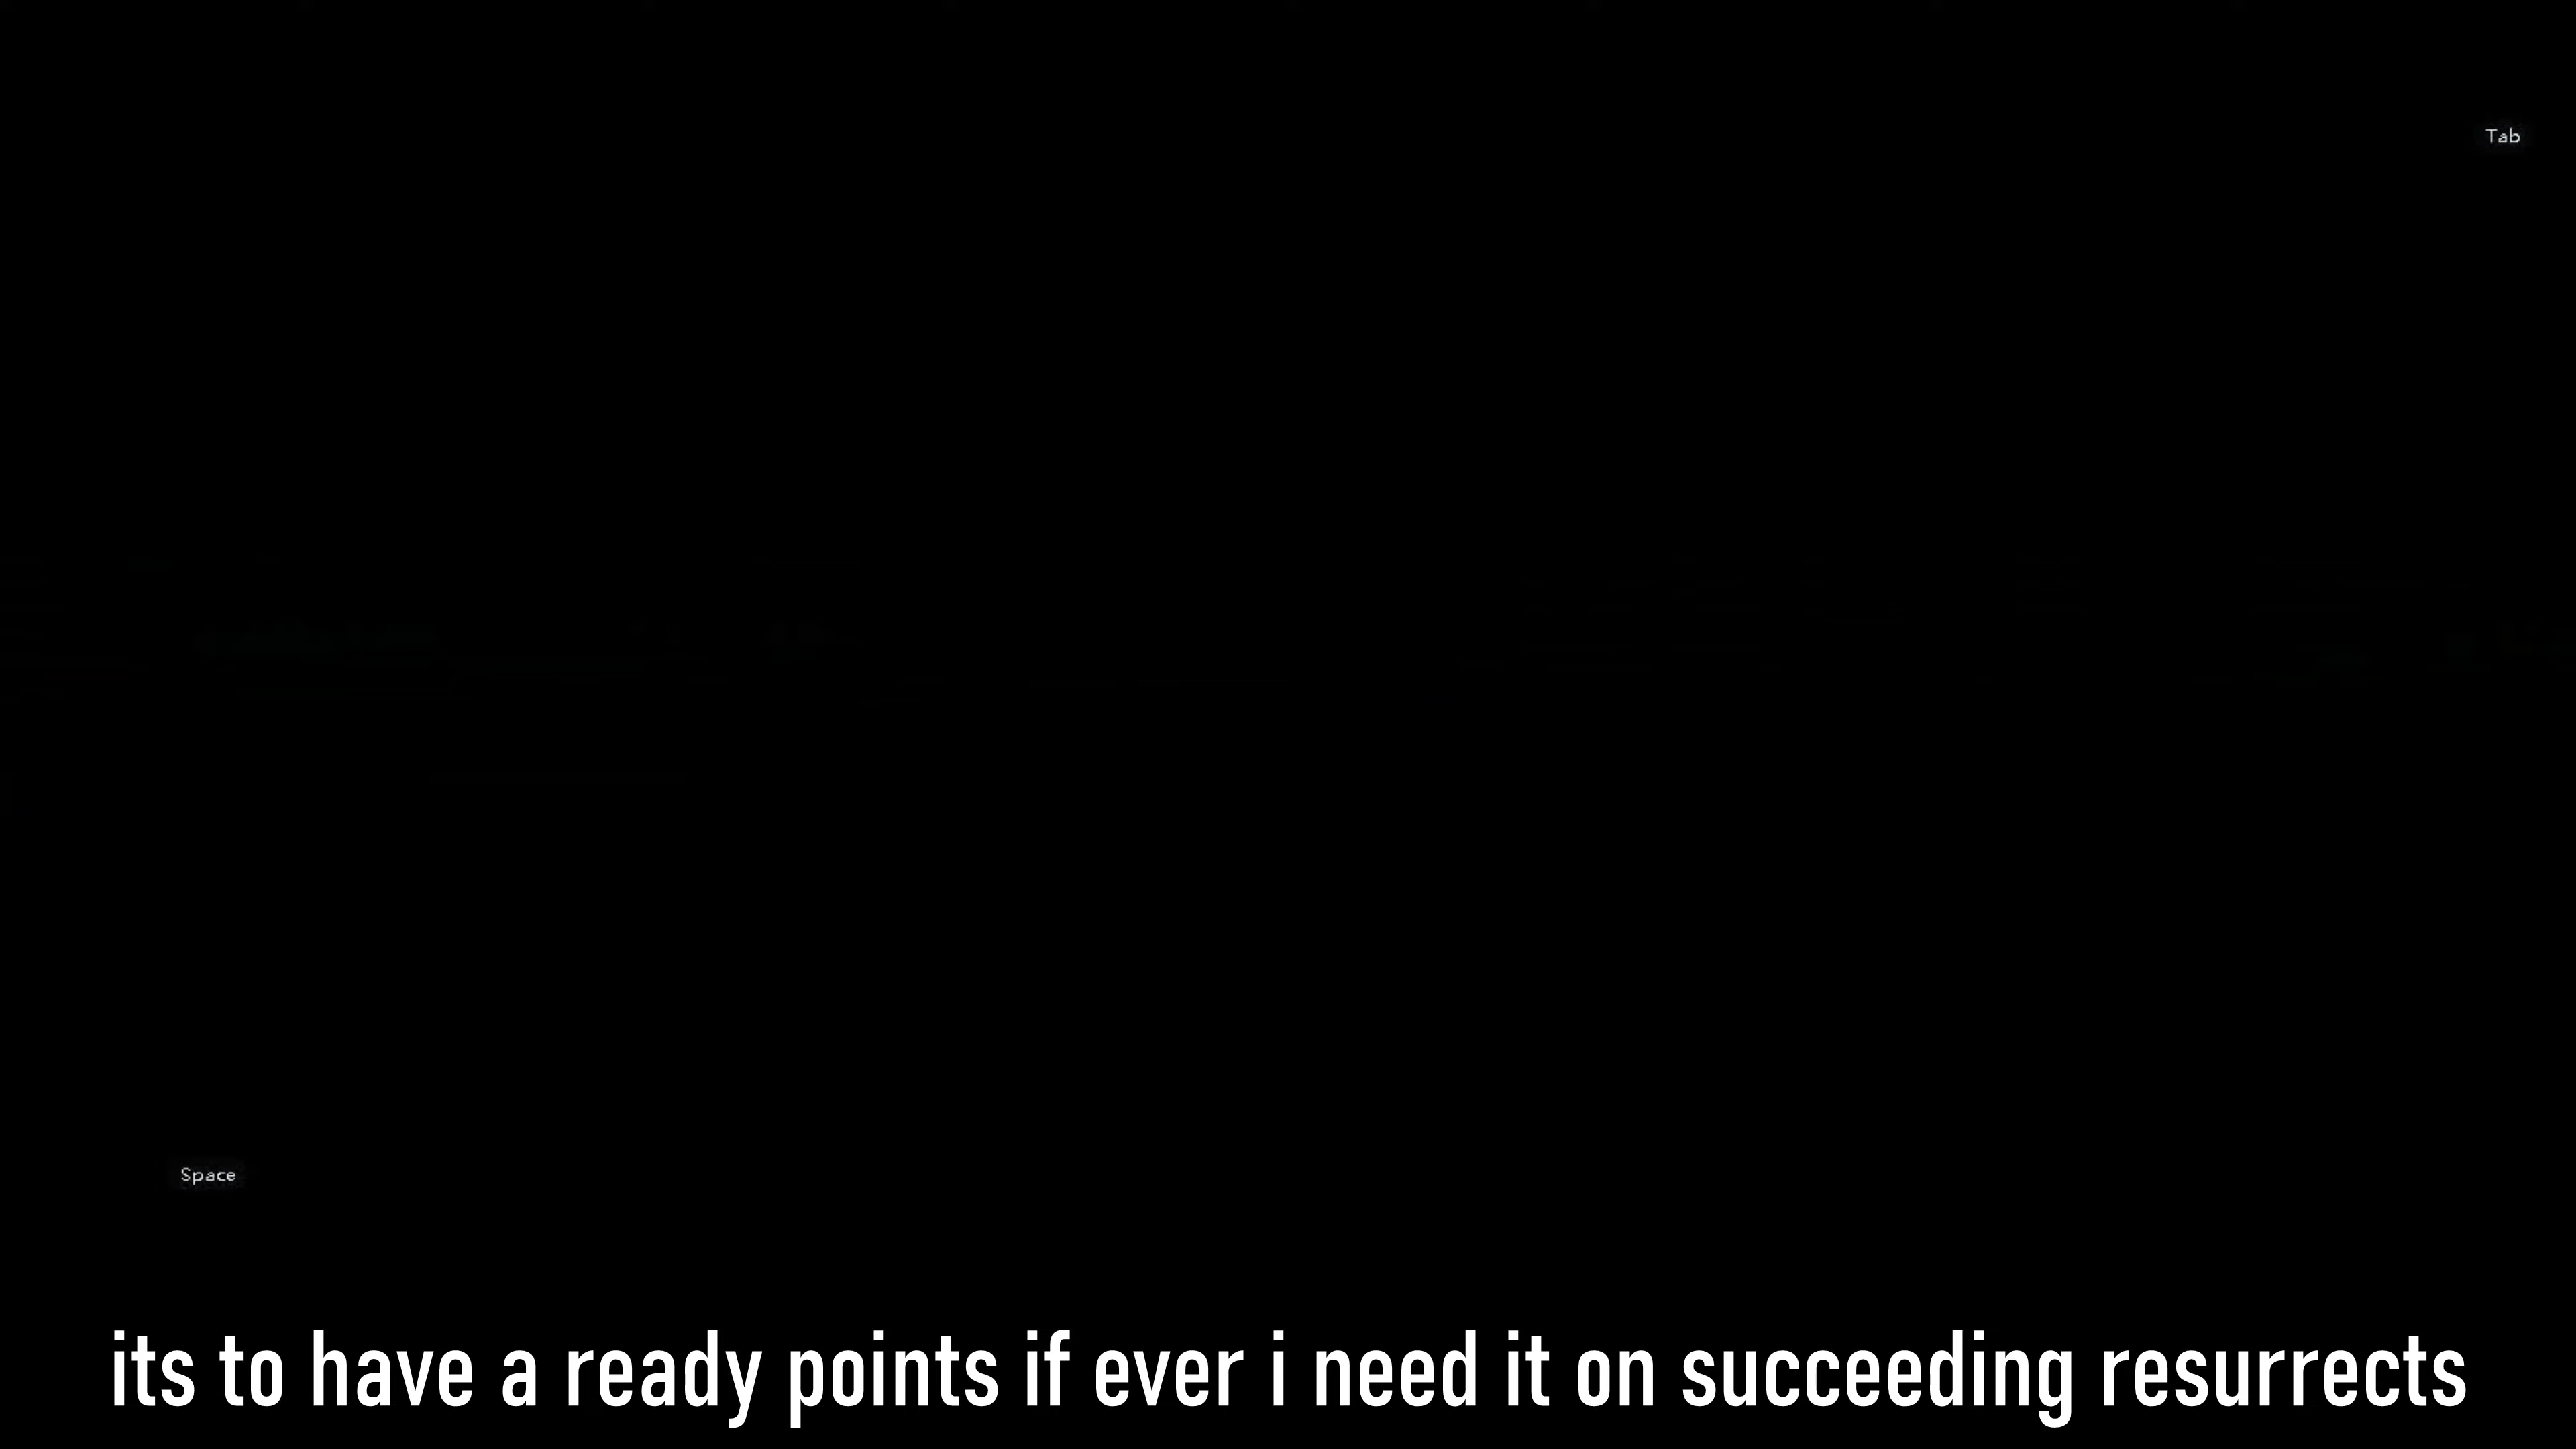 Tab
Space
its to have a ready points if ever i need it on succeeding resurrects